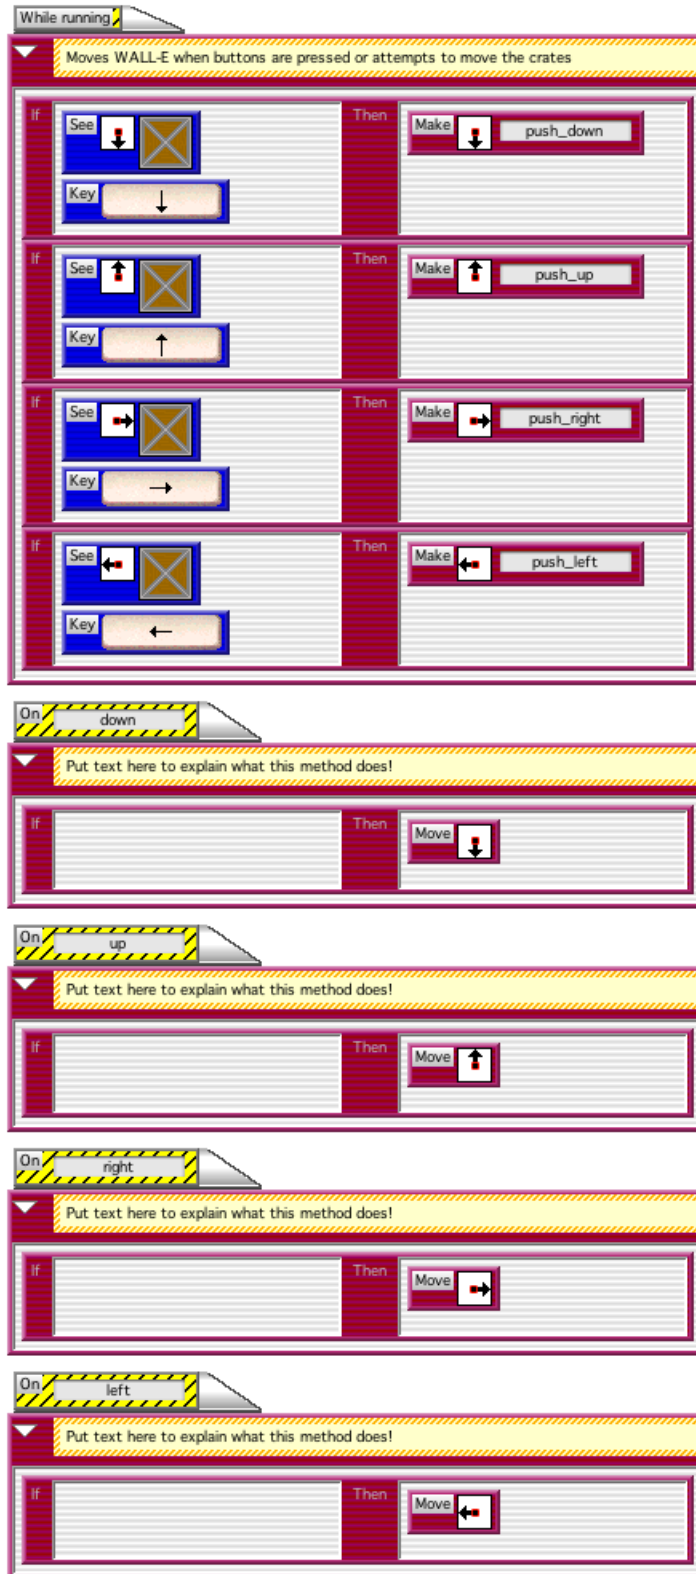 While running
Moves WALL-E when buttons are pressed or attempts to move the crates
If See Then Make push_down
Key ↓
If See Then Make push_up
Key ↑
If See Then Make push_right
Key →
If See Then Make push_left
Key ←
On down
Put text here to explain what this method does!
If Then Move
On up
Put text here to explain what this method does!
If Then Move
On right
Put text here to explain what this method does!
If Then Move
On left
Put text here to explain what this method does!
If Then Move